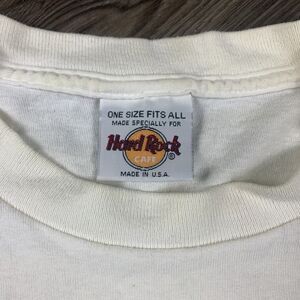 ONE SIZE FITS ALL
MADE SPECIALLY FOR
Hard Rock
CAFE ®
MADE IN U.S.A.